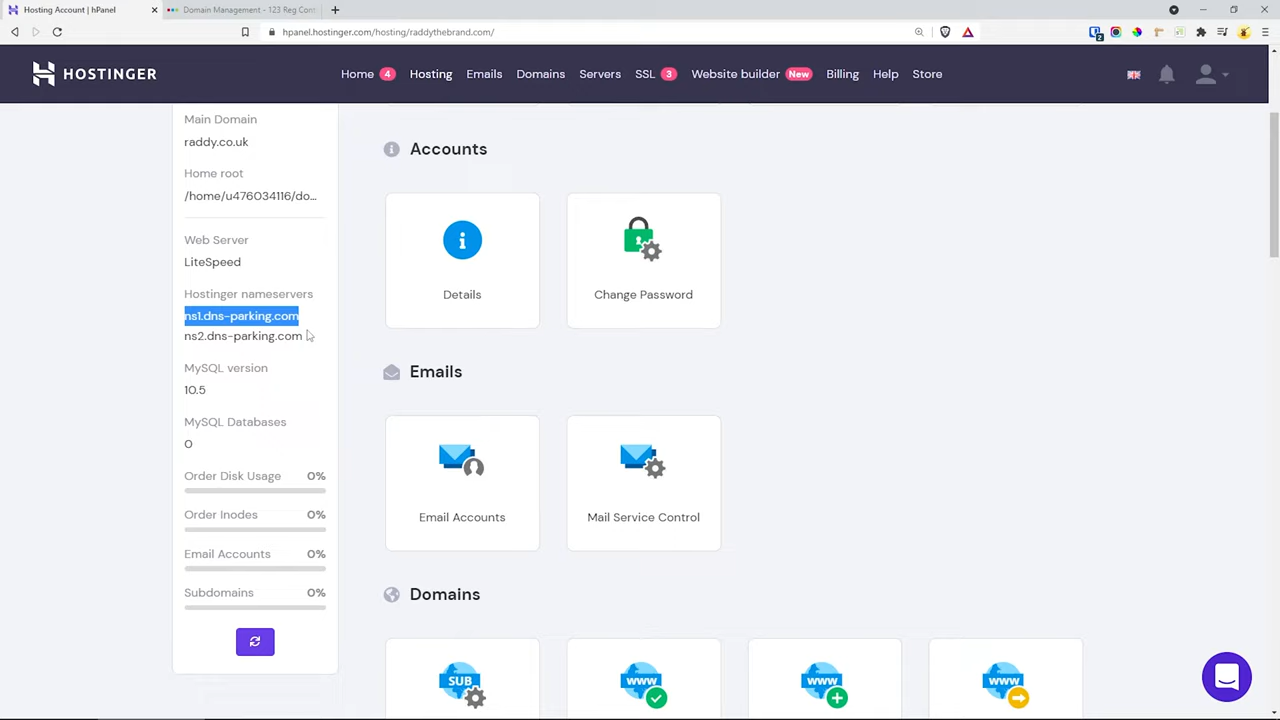 Hosting Account | hPanel
Domain Management - 123 Reg Cont
hpanel.hostinger.com/hosting/raddythebrand.com/
2
HOSTINGER
Home 4
Hosting
Emails
Domains
Servers
SSL 3
Website builder New
Billing
Help
Store
Main Domain
raddy.co.uk
Home root
/home/u476034116/do...
Web Server
LiteSpeed
Hostinger nameservers
ns1.dns-parking.com
ns2.dns-parking.com
MySQL version
10.5
MySQL Databases
0
Order Disk Usage 0%
Order Inodes 0%
Email Accounts 0%
Subdomains 0%
Accounts
Details
Change Password
Emails
Email Accounts
Mail Service Control
Domains
SUB
WWW
WWW
WWW